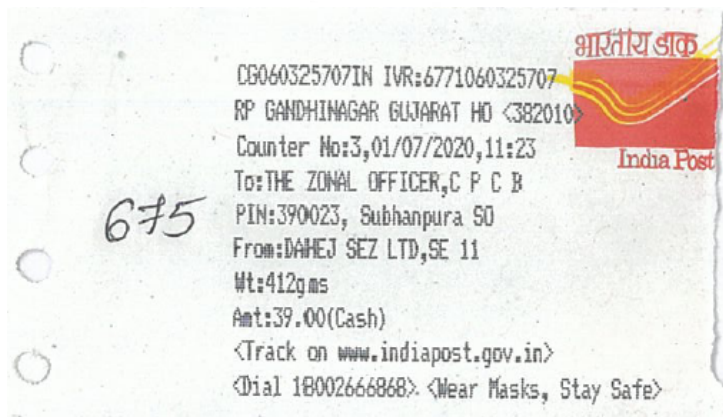 भारतीय डाक
CG060325707IN IVR:6771060325707
RP GANDHINAGAR GUJARAT HO <382010>
Counter No:3,01/07/2020,11:23
India Post
To:THE ZONAL OFFICER,C P C B
PIN:390023, Subhanpura SO
675
From:DAHEJ SEZ LTD,SE 11
Wt:412gms
Amt:39.00(Cash)
<Track on www.indiapost.gov.in>
<Dial 18002666868> <Wear Masks, Stay Safe>